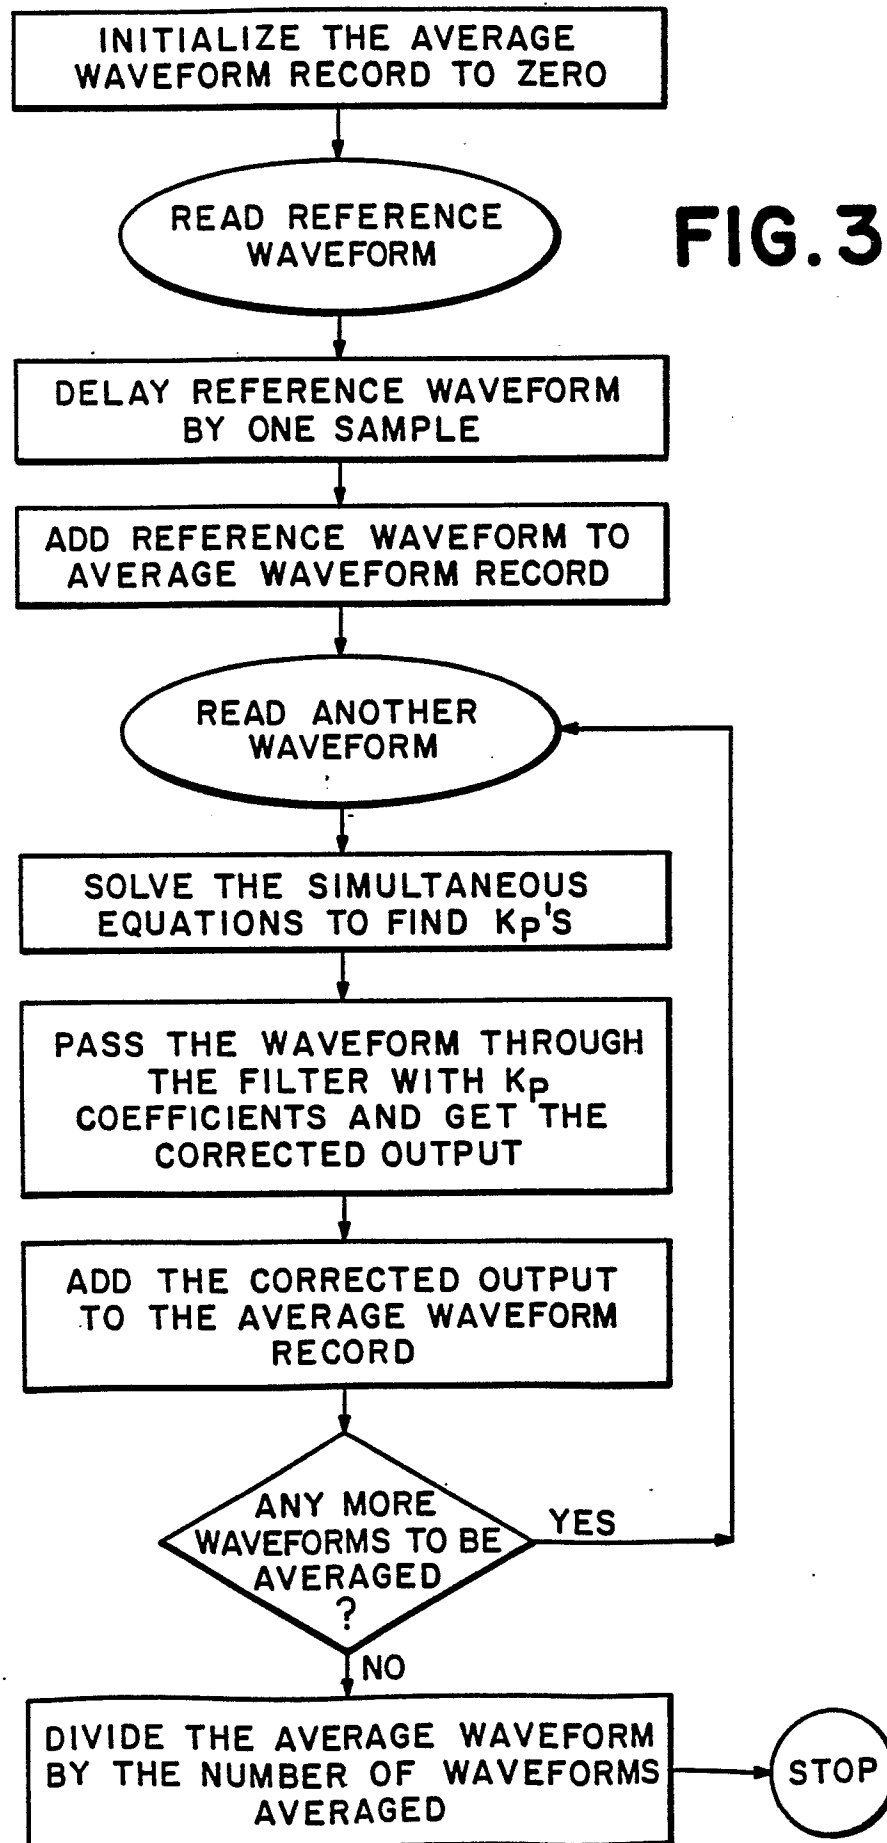 INITIALIZE THE AVERAGE
WAVEFORM RECORD TO ZERO
READ REFERENCE
WAVEFORM
FIG. 3
DELAY REFERENCE WAVEFORM
BY ONE SAMPLE
ADD REFERENCE WAVEFORM TO
AVERAGE WAVEFORM RECORD
READ ANOTHER
WAVEFORM
SOLVE THE SIMULTANEOUS
EQUATIONS TO FIND Kp'S
PASS THE WAVEFORM THROUGH
THE FILTER WITH Kp
COEFFICIENTS AND GET THE
CORRECTED OUTPUT
ADD THE CORRECTED OUTPUT
TO THE AVERAGE WAVEFORM
RECORD
ANY MORE
WAVEFORMS TO BE
AVERAGED
?
YES
NO
DIVIDE THE AVERAGE WAVEFORM
BY THE NUMBER OF WAVEFORMS
AVERAGED
STOP